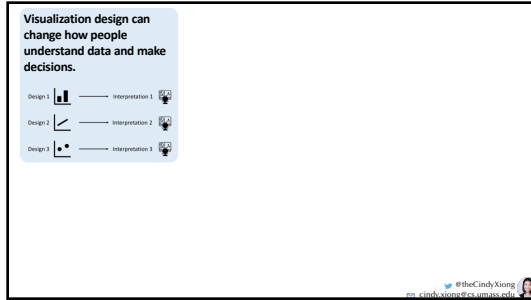 Visualization design can
change how people
understand data and make
decisions.
Design 1 Interpretation 1
Design 2 Interpretation 2
Design 3 Interpretation 3
@theCindyXiong
cindy.xiong@cs.umass.edu